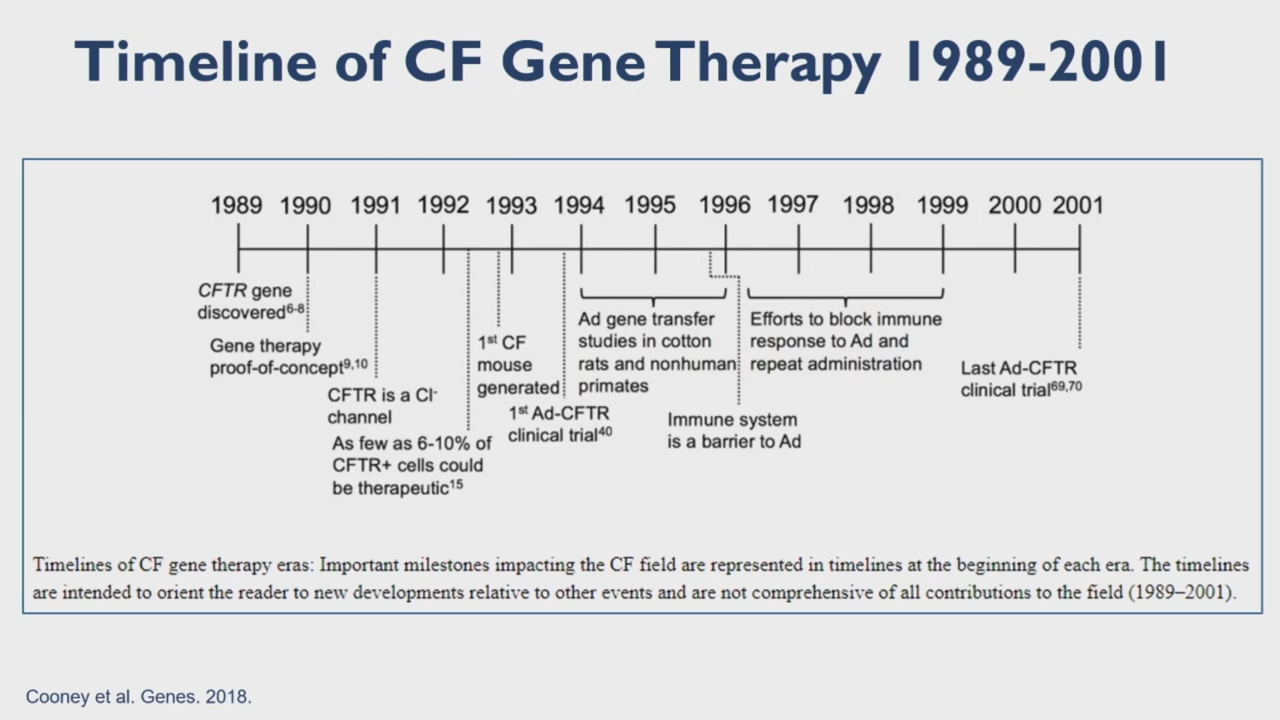 Timeline of CF Gene Therapy 1989-2001
1989 1990 1991 1992 1993 1994 1995 1996 1997 1998 1999 2000 2001
CFTR gene
discovered6-8
Gene therapy
proof-of-concept9,10
CFTR is a Cl-
channel
As few as 6-10% of
CFTR+ cells could
be therapeutic15
1st CF
mouse
generated
1st Ad-CFTR
clinical trial40
Ad gene transfer
studies in cotton
rats and nonhuman
primates
Immune system
is a barrier to Ad
Efforts to block immune
response to Ad and
repeat administration
Last Ad-CFTR
clinical trial69,70
Timelines of CF gene therapy eras: Important milestones impacting the CF field are represented in timelines at the beginning of each era. The timelines
are intended to orient the reader to new developments relative to other events and are not comprehensive of all contributions to the field (1989–2001).
Cooney et al. Genes. 2018.